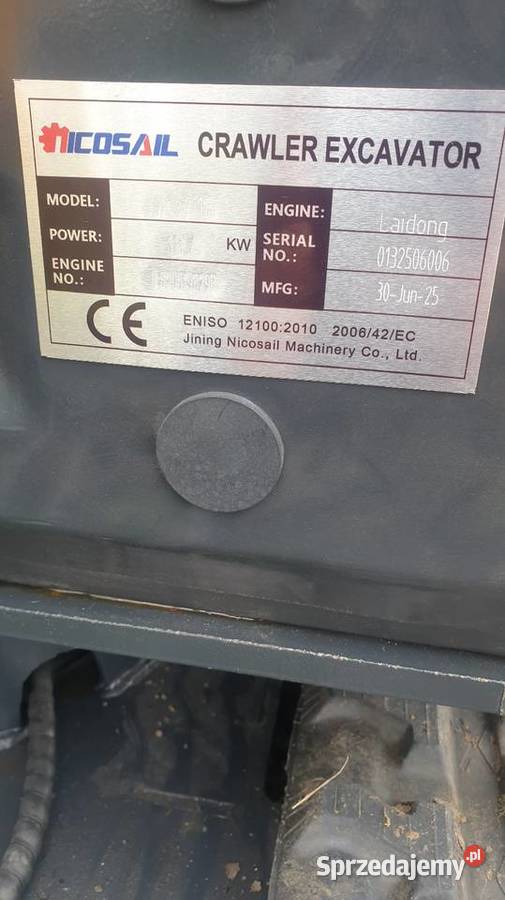 NICOSAIL CRAWLER EXCAVATOR
MODEL:
POWER: KW
ENGINE NO.:
ENGINE: Laidong
SERIAL NO.: 0132506006
MFG: 30-Jun-25
CE ENISO 12100:2010 2006/42/EC
Jining Nicosail Machinery Co., Ltd.
Sprzedajemy.pl